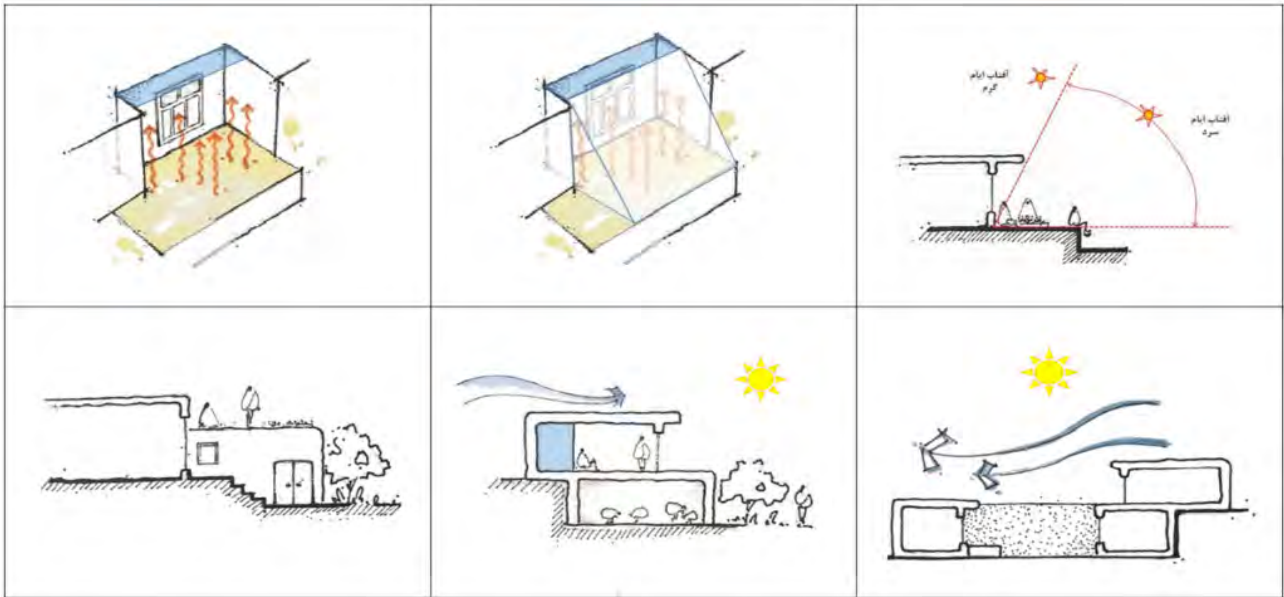 آفتاب ایام
گرم
آفتاب ایام
سرد